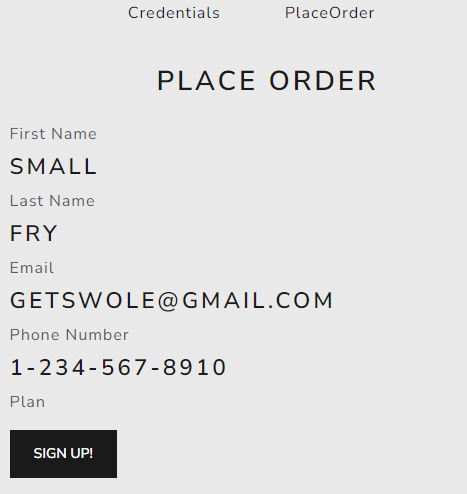 Credentials PlaceOrder
PLACE ORDER
First Name
SMALL
Last Name
FRY
Email
GETSWOLE@GMAIL.COM
Phone Number
1-234-567-8910
Plan
SIGN UP!